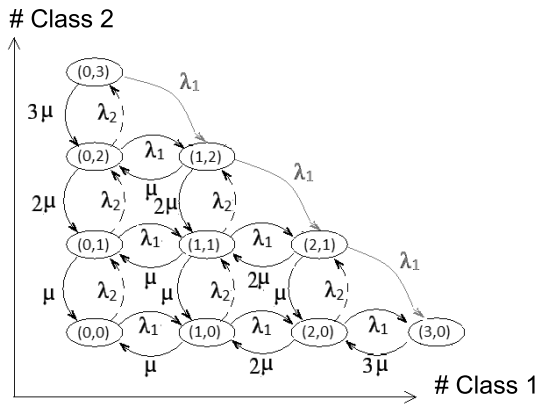 # Class 2
(0,3)
λ1
3μ
λ2
(0,2)
λ1
(1,2)
λ1
μ
2μ
λ2
2μ
λ2
(0,1)
λ1
(1,1)
λ1
(2,1)
λ1
μ
2μ
μ
λ2
μ
λ2
μ
λ2
(0,0)
λ1
(1,0)
λ1
(2,0)
λ1
(3,0)
μ
2μ
3μ
# Class 1